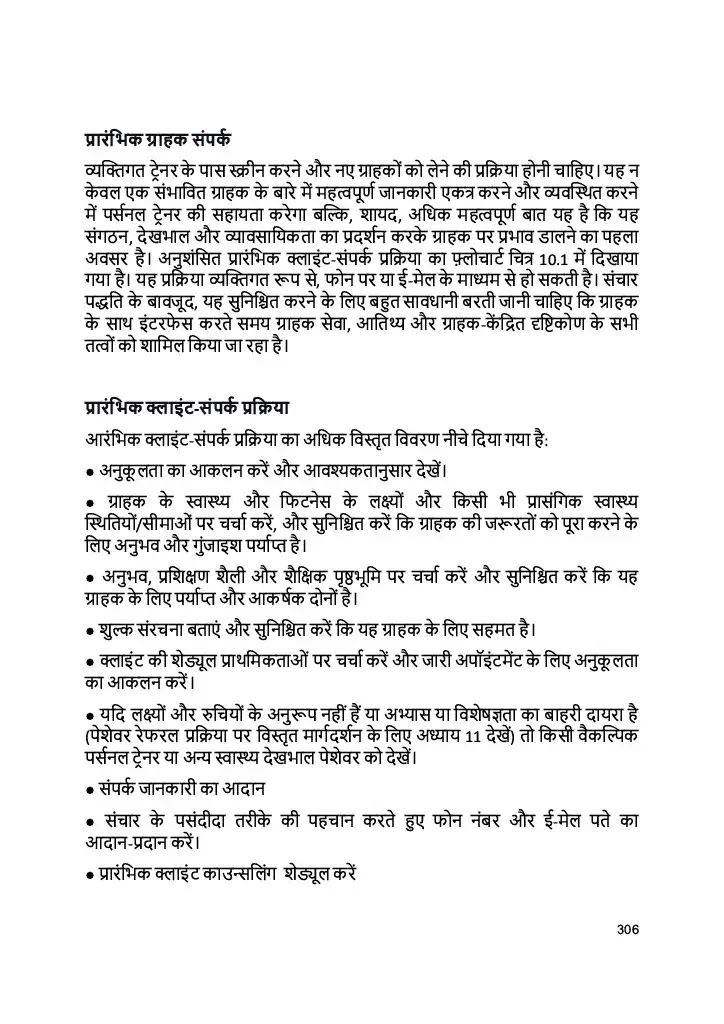 प्रारंभिक ग्राहक संपर्क
व्यक्तिगत ट्रेनर के पास स्क्रीन करने और नए ग्राहकों को लेने की प्रक्रिया होनी चाहिए। यह न
केवल एक संभावित ग्राहक के बारे में महत्वपूर्ण जानकारी एकत्र करने और व्यवस्थित करने
में पर्सनल ट्रेनर की सहायता करेगा बल्कि, शायद, अधिक महत्वपूर्ण बात यह है कि यह
संगठन, देखभाल और व्यावसायिकता का प्रदर्शन करके ग्राहक पर प्रभाव डालने का पहला
अवसर है। अनुशंसित प्रारंभिक क्लाइंट-संपर्क प्रक्रिया का फ़्लोचार्ट चित्र 10.1 में दिखाया
गया है। यह प्रक्रिया व्यक्तिगत रूप से, फोन पर या ई-मेल के माध्यम से हो सकती है। संचार
पद्धति के बावजूद, यह सुनिश्चित करने के लिए बहुत सावधानी बरती जानी चाहिए कि ग्राहक
के साथ इंटरफेस करते समय ग्राहक सेवा, आतिथ्य और ग्राहक-केंद्रित दृष्टिकोण के सभी
तत्वों को शामिल किया जा रहा है।
प्रारंभिक क्लाइंट-संपर्क प्रक्रिया
आरंभिक क्लाइंट-संपर्क प्रक्रिया का अधिक विस्तृत विवरण नीचे दिया गया है:
● अनुकूलता का आकलन करें और आवश्यकतानुसार देखें।
● ग्राहक के स्वास्थ्य और फिटनेस के लक्ष्यों और किसी भी प्रासंगिक स्वास्थ्य
स्थितियों/सीमाओं पर चर्चा करें, और सुनिश्चित करें कि ग्राहक की जरूरतों को पूरा करने के
लिए अनुभव और गुंजाइश पर्याप्त है।
● अनुभव, प्रशिक्षण शैली और शैक्षिक पृष्ठभूमि पर चर्चा करें और सुनिश्चित करें कि यह
ग्राहक के लिए पर्याप्त और आकर्षक दोनों है।
● शुल्क संरचना बताएं और सुनिश्चित करें कि यह ग्राहक के लिए सहमत है।
● क्लाइंट की शेड्यूल प्राथमिकताओं पर चर्चा करें और जारी अपॉइंटमेंट के लिए अनुकूलता
का आकलन करें।
● यदि लक्ष्यों और रुचियों के अनुरूप नहीं हैं या अभ्यास या विशेषज्ञता का बाहरी दायरा है
(पेशेवर रेफरल प्रक्रिया पर विस्तृत मार्गदर्शन के लिए अध्याय 11 देखें) तो किसी वैकल्पिक
पर्सनल ट्रेनर या अन्य स्वास्थ्य देखभाल पेशेवर को देखें।
● संपर्क जानकारी का आदान
● संचार के पसंदीदा तरीके की पहचान करते हुए फोन नंबर और ई-मेल पते का
आदान-प्रदान करें।
● प्रारंभिक क्लाइंट काउन्सलिंग शेड्यूल करें
306